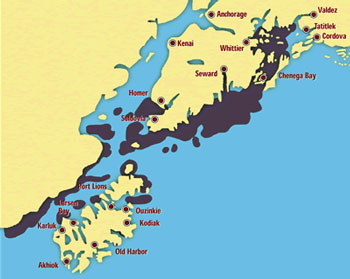 Anchorage
Valdez
Tatitlek
Cordova
Kenai
Whittier
Seward
Chenega Bay
Homer
Seldovia
Port Lions
Larson
Bay
Ouzinkie
Karluk
Kodiak
Old Harbor
Akhiok